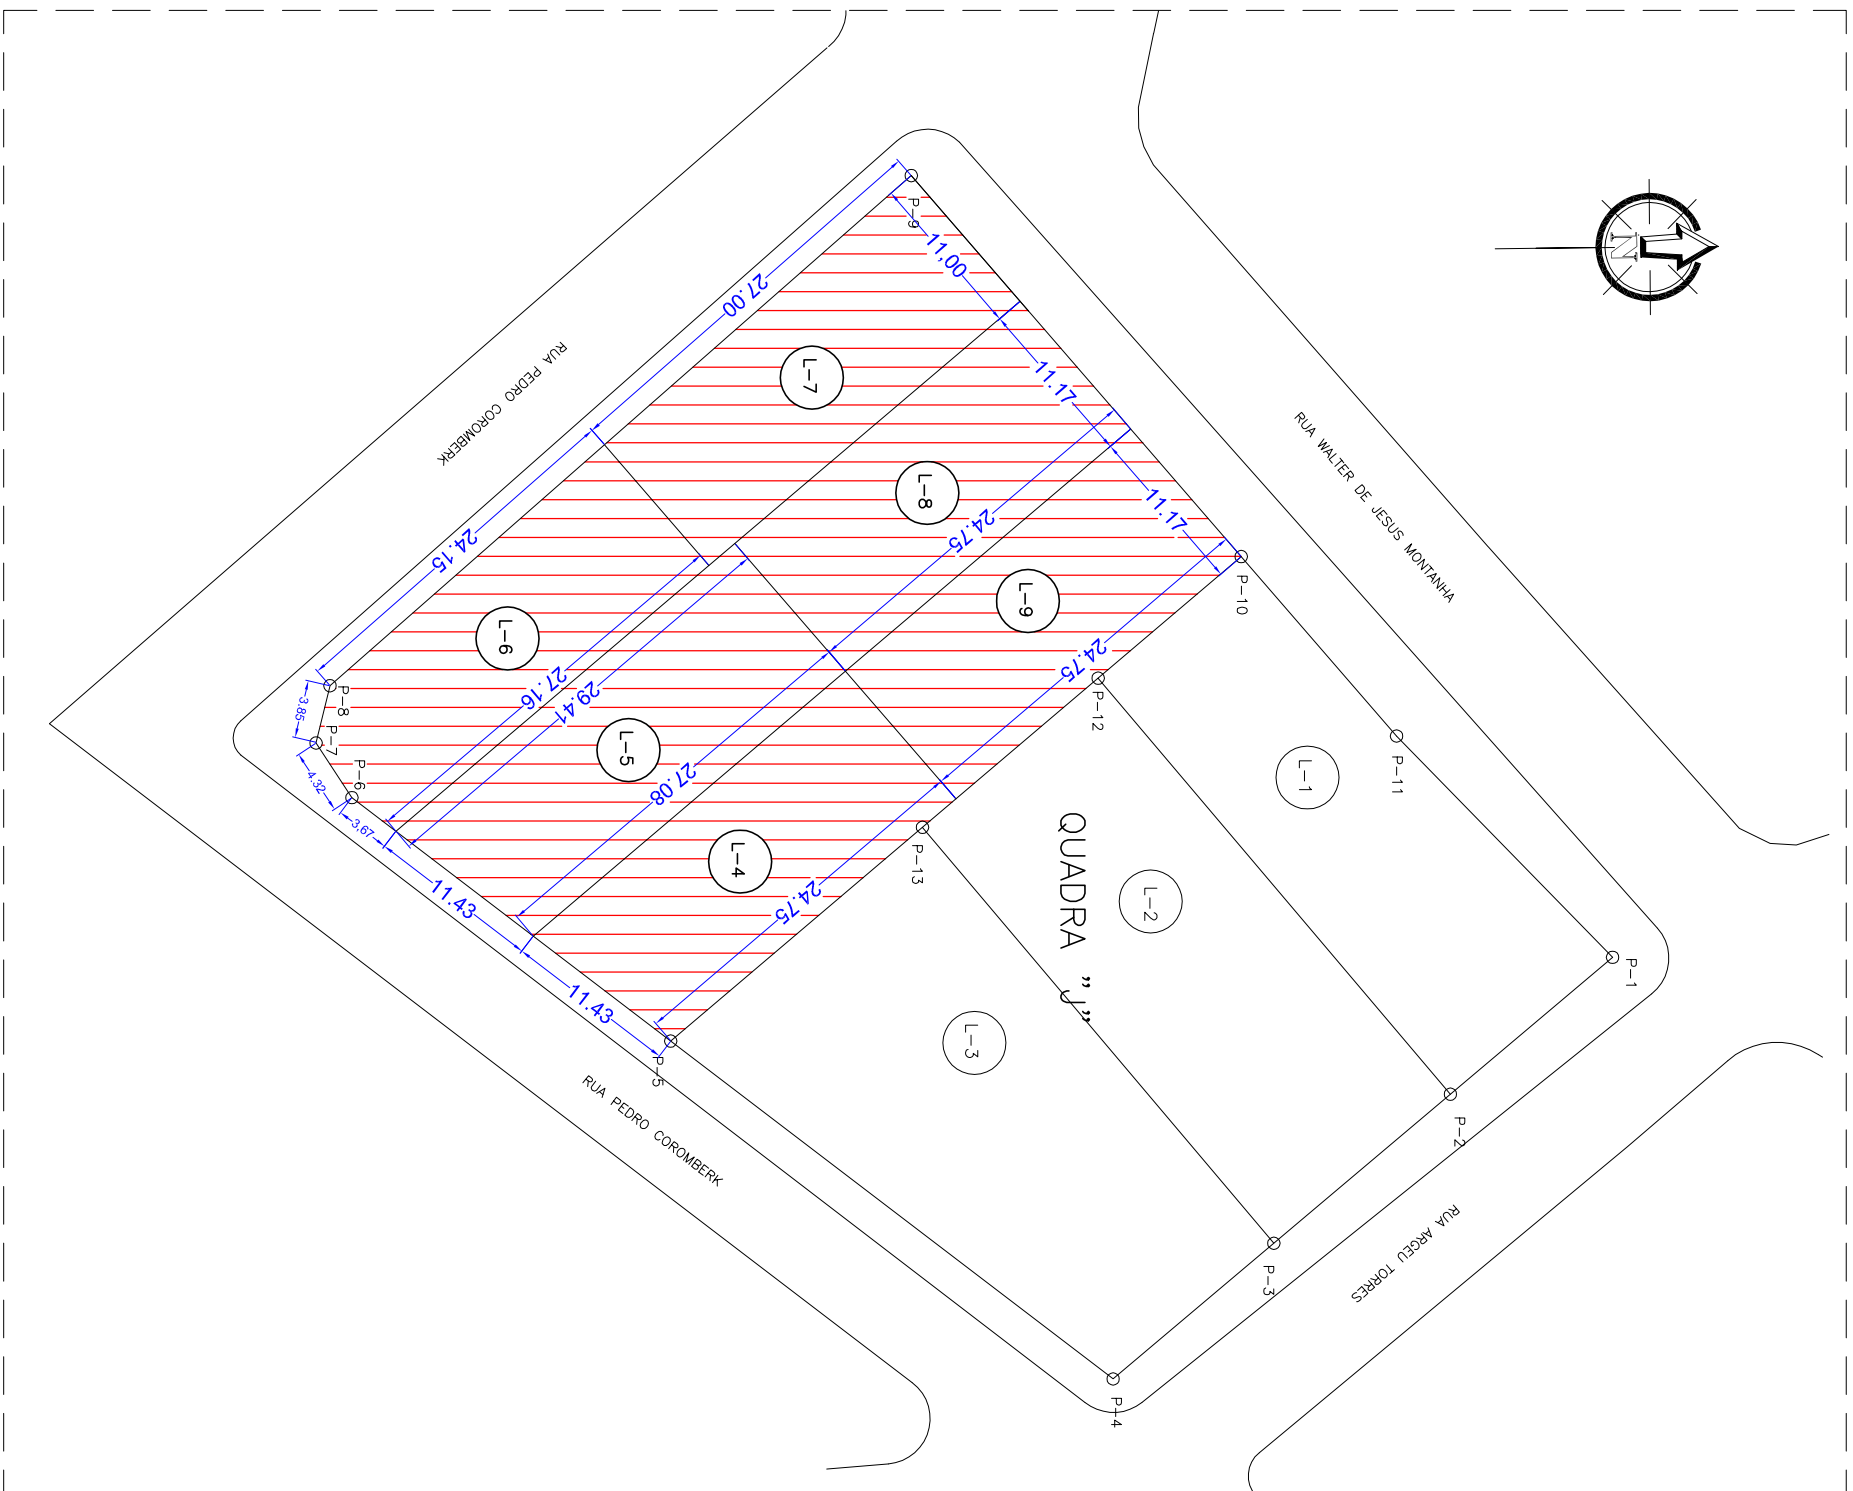 P-9
11,00
27.00
L-7
11.17
RUA PEDRO COROMBERK
RUA WALTER DE JESUS MONTANHA
N
L-8
24.75
11.17
24.15
P-10
L-9
L-6
24.75
27.16
29.41
P-8
3.85
P-7
P-6
4.32
3,67
L-5
27.08
P-12
P-11
L-1
L-4
P-13
QUADRA "J"
L-2
24.75
11.43
11.43
P-5
L-3
P-1
RUA PEDRO COROMBERK
P-2
RUA ARGEU TORRES
P-3
P-4